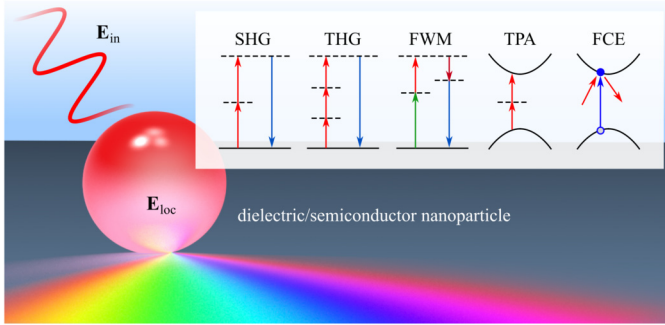 E_in
SHG THG FWM TPA FCE
E_loc
dielectric/semiconductor nanoparticle